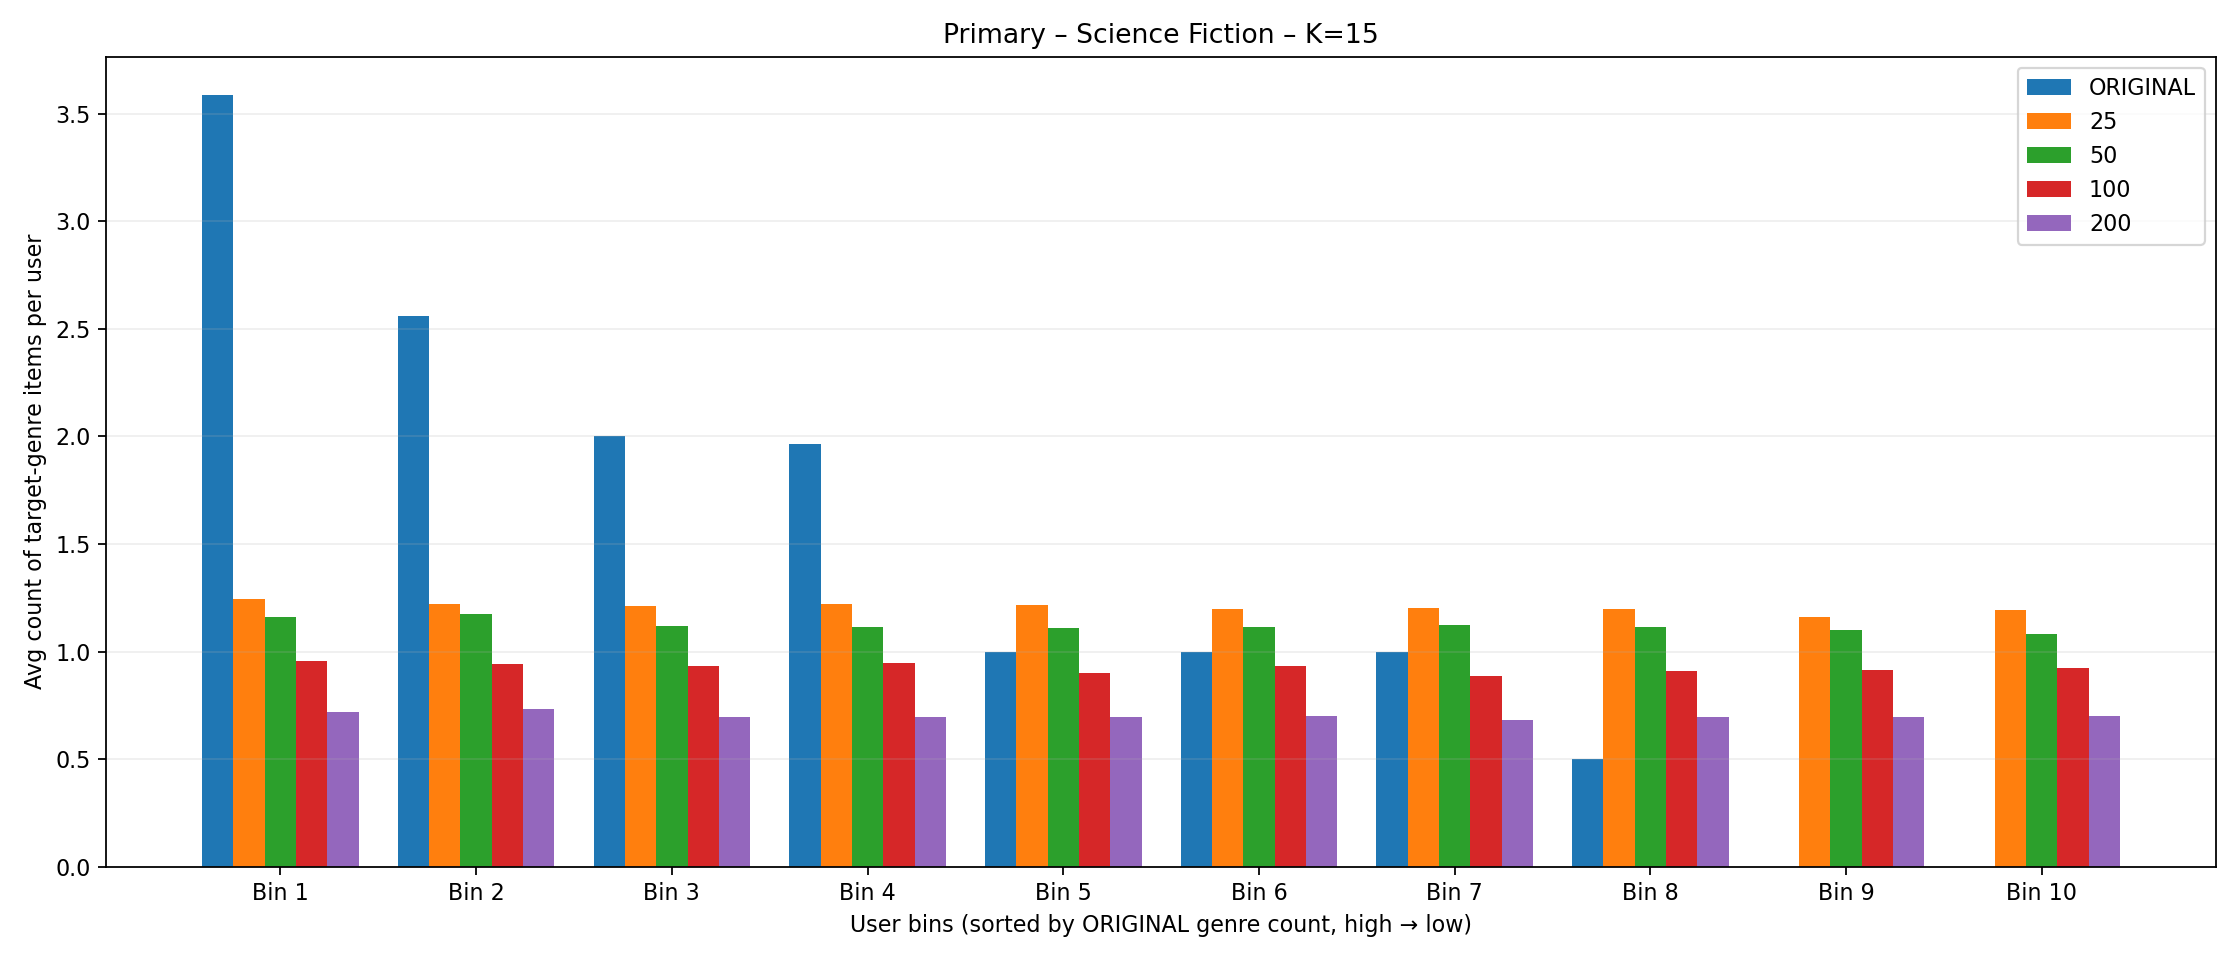 Primary – Science Fiction – K=15
ORIGINAL
25
50
100
200
Avg count of target-genre items per user
3.5
3.0
2.5
2.0
1.5
1.0
0.5
0.0
Bin 1 Bin 2 Bin 3 Bin 4 Bin 5 Bin 6 Bin 7 Bin 8 Bin 9 Bin 10
User bins (sorted by ORIGINAL genre count, high → low)